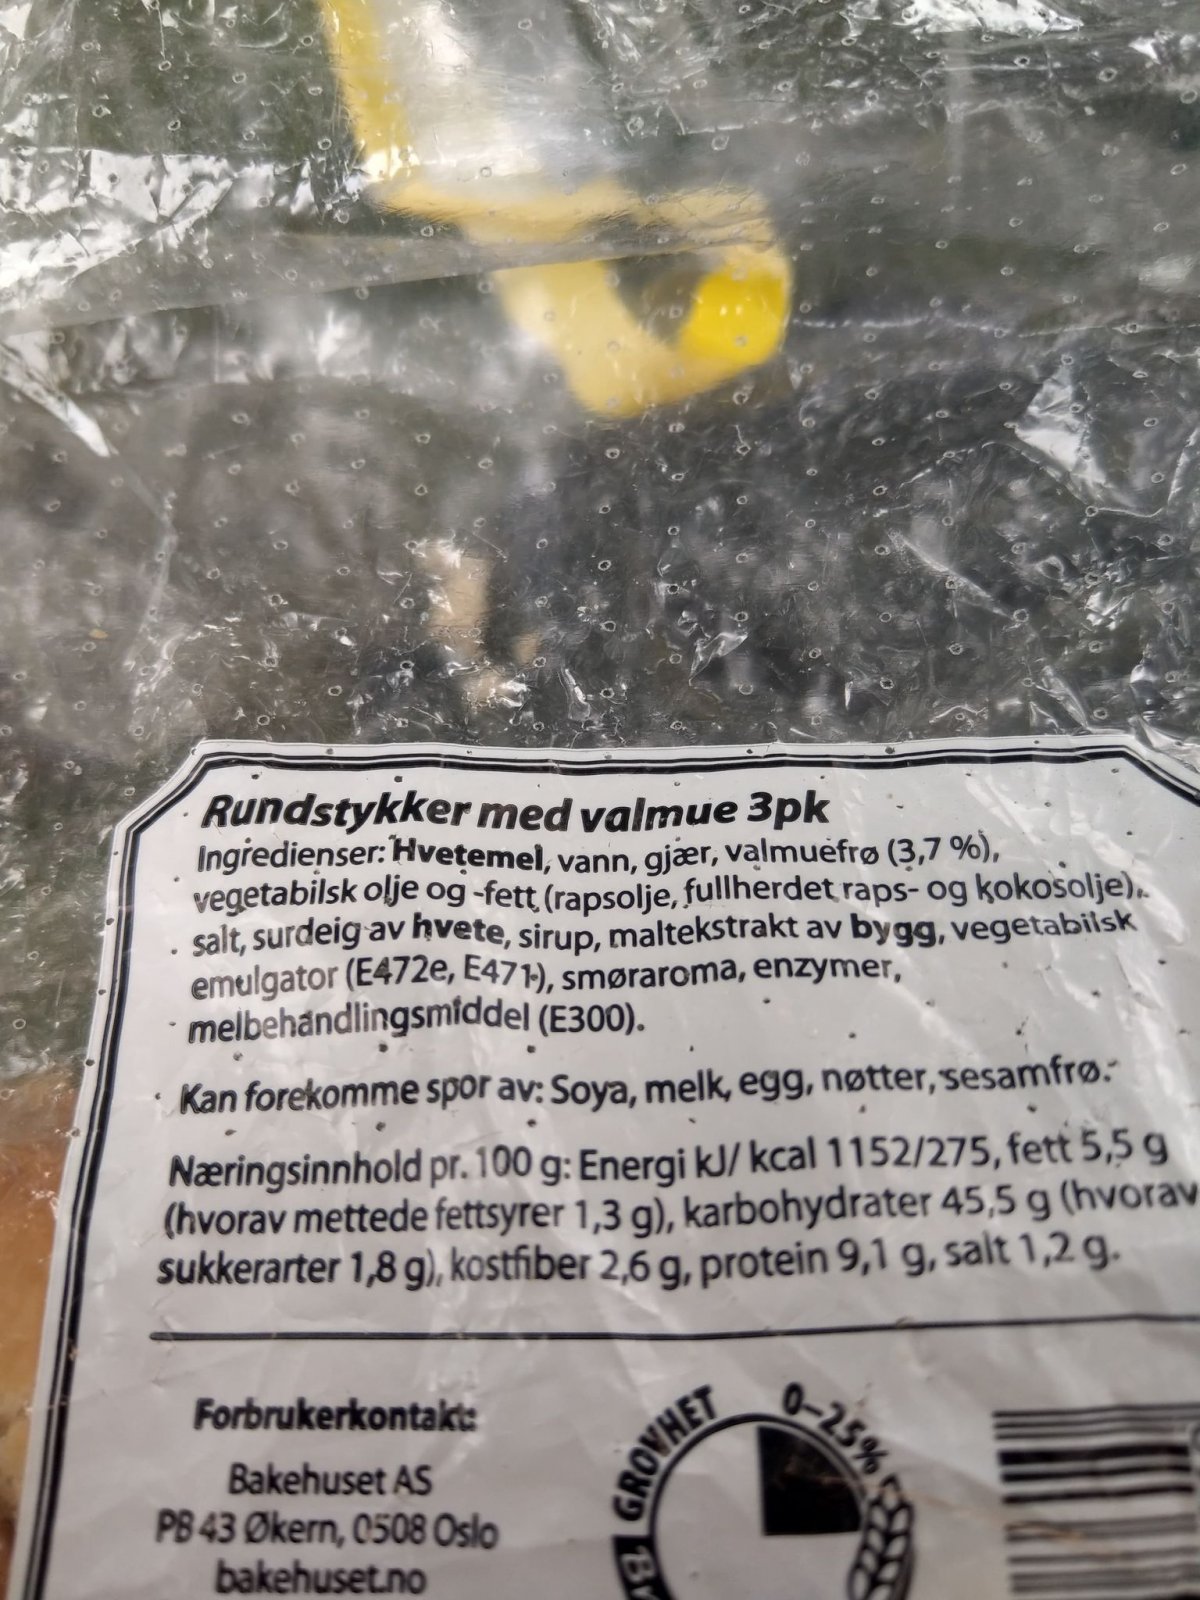 Rundstykker med valmue 3pk
Ingredienser: Hvetemel, vann, gjær, valmuefrø (3,7 %),
vegetabilsk olje og -fett (rapsolje, fullherdet raps- og kokosolje),
salt, surdeig av hvete, sirup, maltekstrakt av bygg, vegetabilsk
emulgator (E472e, E471), smøraroma, enzymer,
melbehandlingsmiddel (E300).
Kan forekomme spor av: Soya, melk, egg, nøtter, sesamfrø.
Næringsinnhold pr. 100 g: Energi kJ/ kcal 1152/275, fett 5,5 g
(hvorav mettede fettsyrer 1,3 g), karbohydrater 45,5 g (hvorav
sukkerarter 1,8 g), kostfiber 2,6 g, protein 9,1 g, salt 1,2 g.
Forbrukerkontakt:
Bakehuset AS
PB 43 Økern, 0508 Oslo
bakehuset.no
GROVHET
0–25%